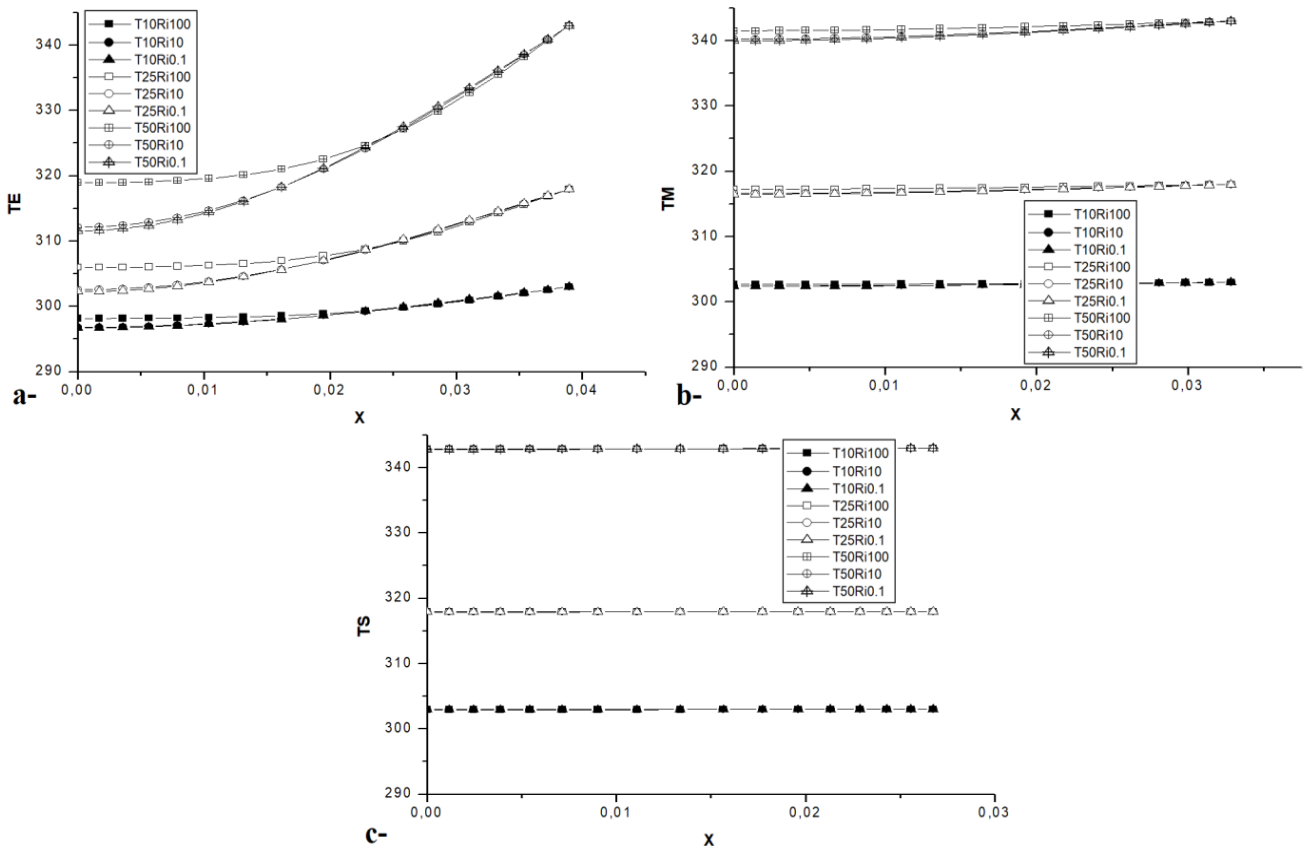 340
330
320
310
300
290
TE
T10Ri100
T10Ri10
T10Ri0.1
T25Ri100
T25Ri10
T25Ri0.1
T50Ri100
T50Ri10
T50Ri0.1
0,00
0,01
0,02
0,03
0,04
X
a-
340
330
320
310
300
290
TM
T10Ri100
T10Ri10
T10Ri0.1
T25Ri100
T25Ri10
T25Ri0.1
T50Ri100
T50Ri10
T50Ri0.1
0,00
0,01
0,02
0,03
X
b-
340
330
320
310
300
290
TS
T10Ri100
T10Ri10
T10Ri0.1
T25Ri100
T25Ri10
T25Ri0.1
T50Ri100
T50Ri10
T50Ri0.1
0,00
0,01
0,02
0,03
X
c-